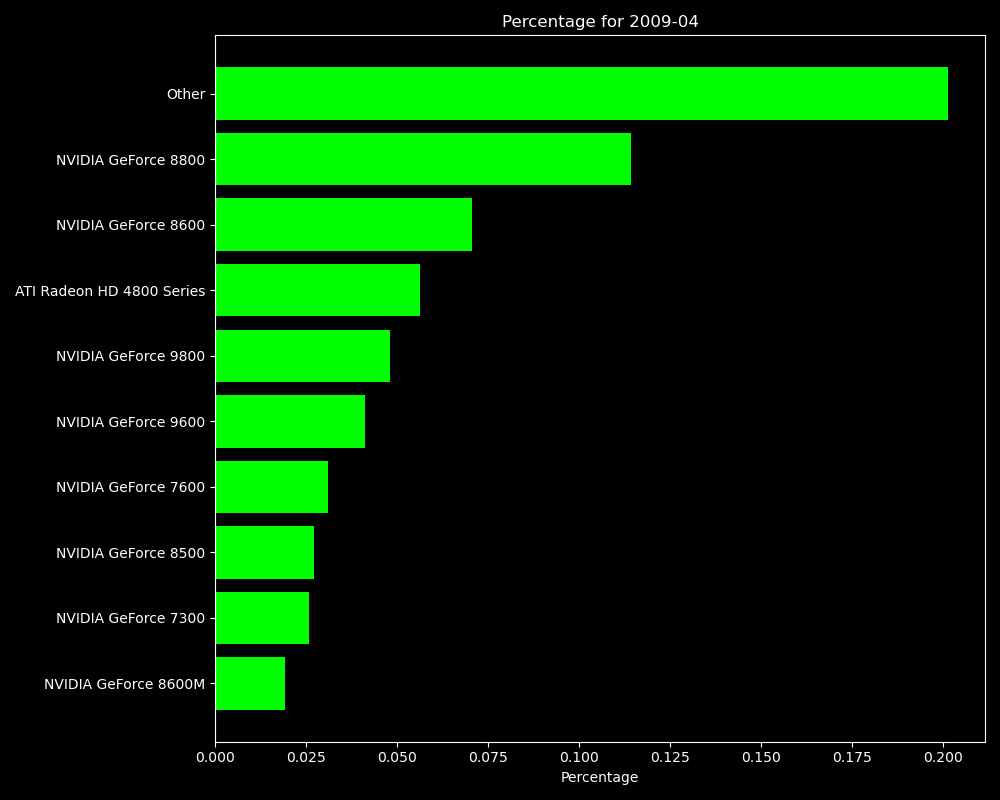 Percentage for 2009-04
Other
NVIDIA GeForce 8800
NVIDIA GeForce 8600
ATI Radeon HD 4800 Series
NVIDIA GeForce 9800
NVIDIA GeForce 9600
NVIDIA GeForce 7600
NVIDIA GeForce 8500
NVIDIA GeForce 7300
NVIDIA GeForce 8600M
0.000 0.025 0.050 0.075 0.100 0.125 0.150 0.175 0.200
Percentage